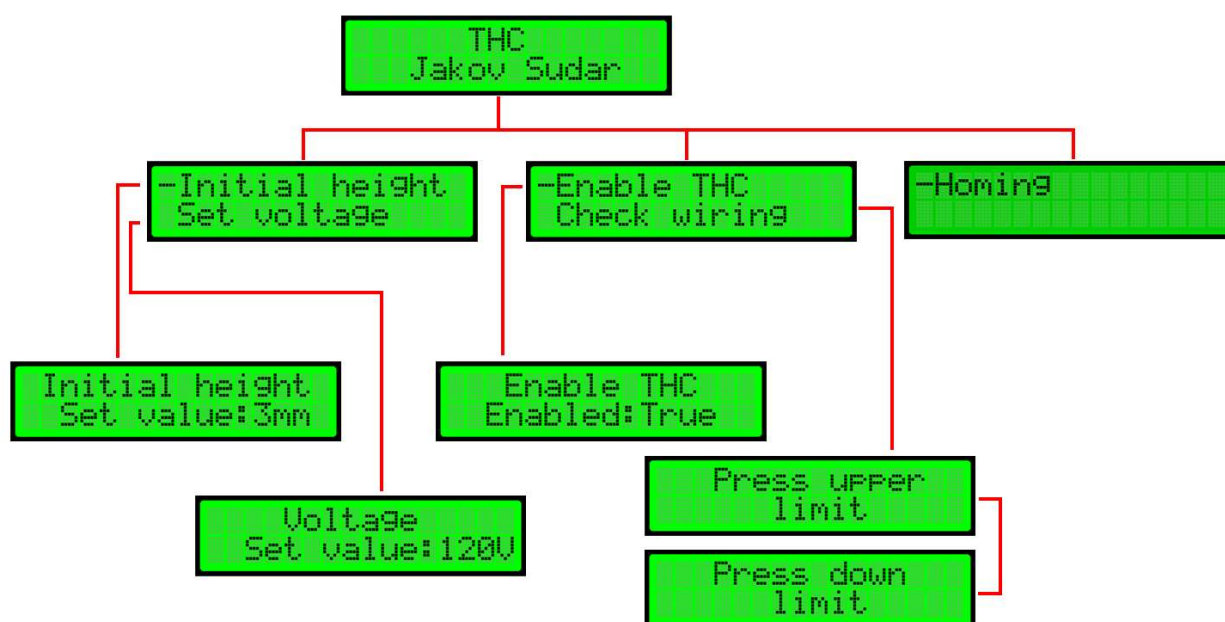 THC
Jakov Sudar
-Initial height
Set voltage
-Enable THC
Check wiring
-Homing
Initial height
Set value:3mm
Enable THC
Enabled:True
Voltage
Set value:120V
Press upper
limit
Press down
limit